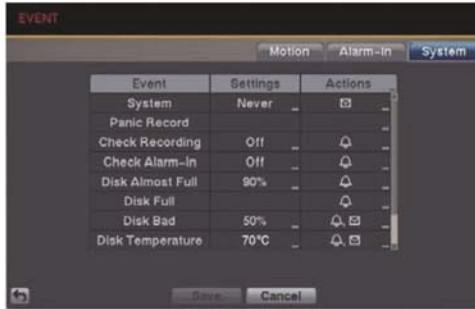 EVENT
Motion Alarm-In System
Event Settings Actions
System Never
Panic Record
Check Recording Off
Check Alarm-In Off
Disk Almost Full 90%
Disk Full
Disk Bad 50%
Disk Temperature 70°C
Save Cancel